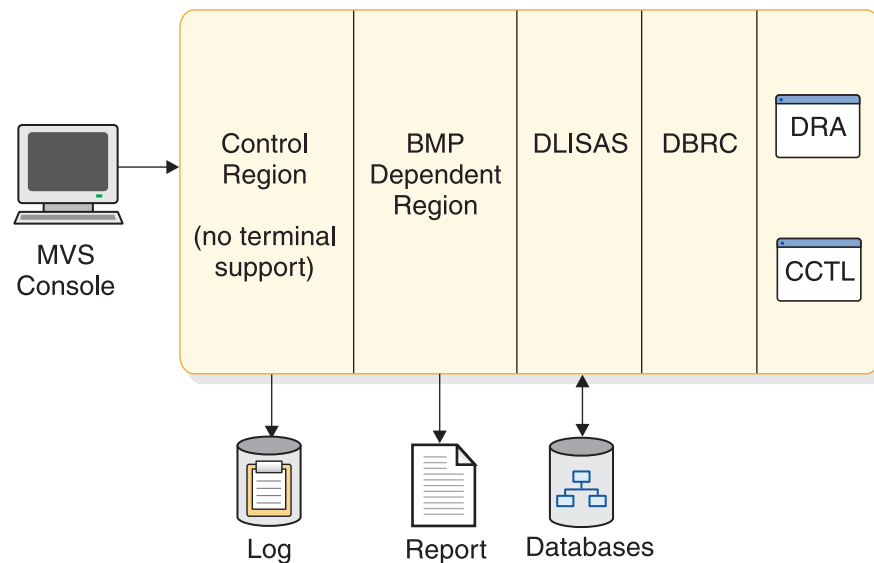 MVS
Console
Control
Region
(no terminal
support)
BMP
Dependent
Region
DLISAS
DBRC
DRA
CCTL
Log
Report
Databases